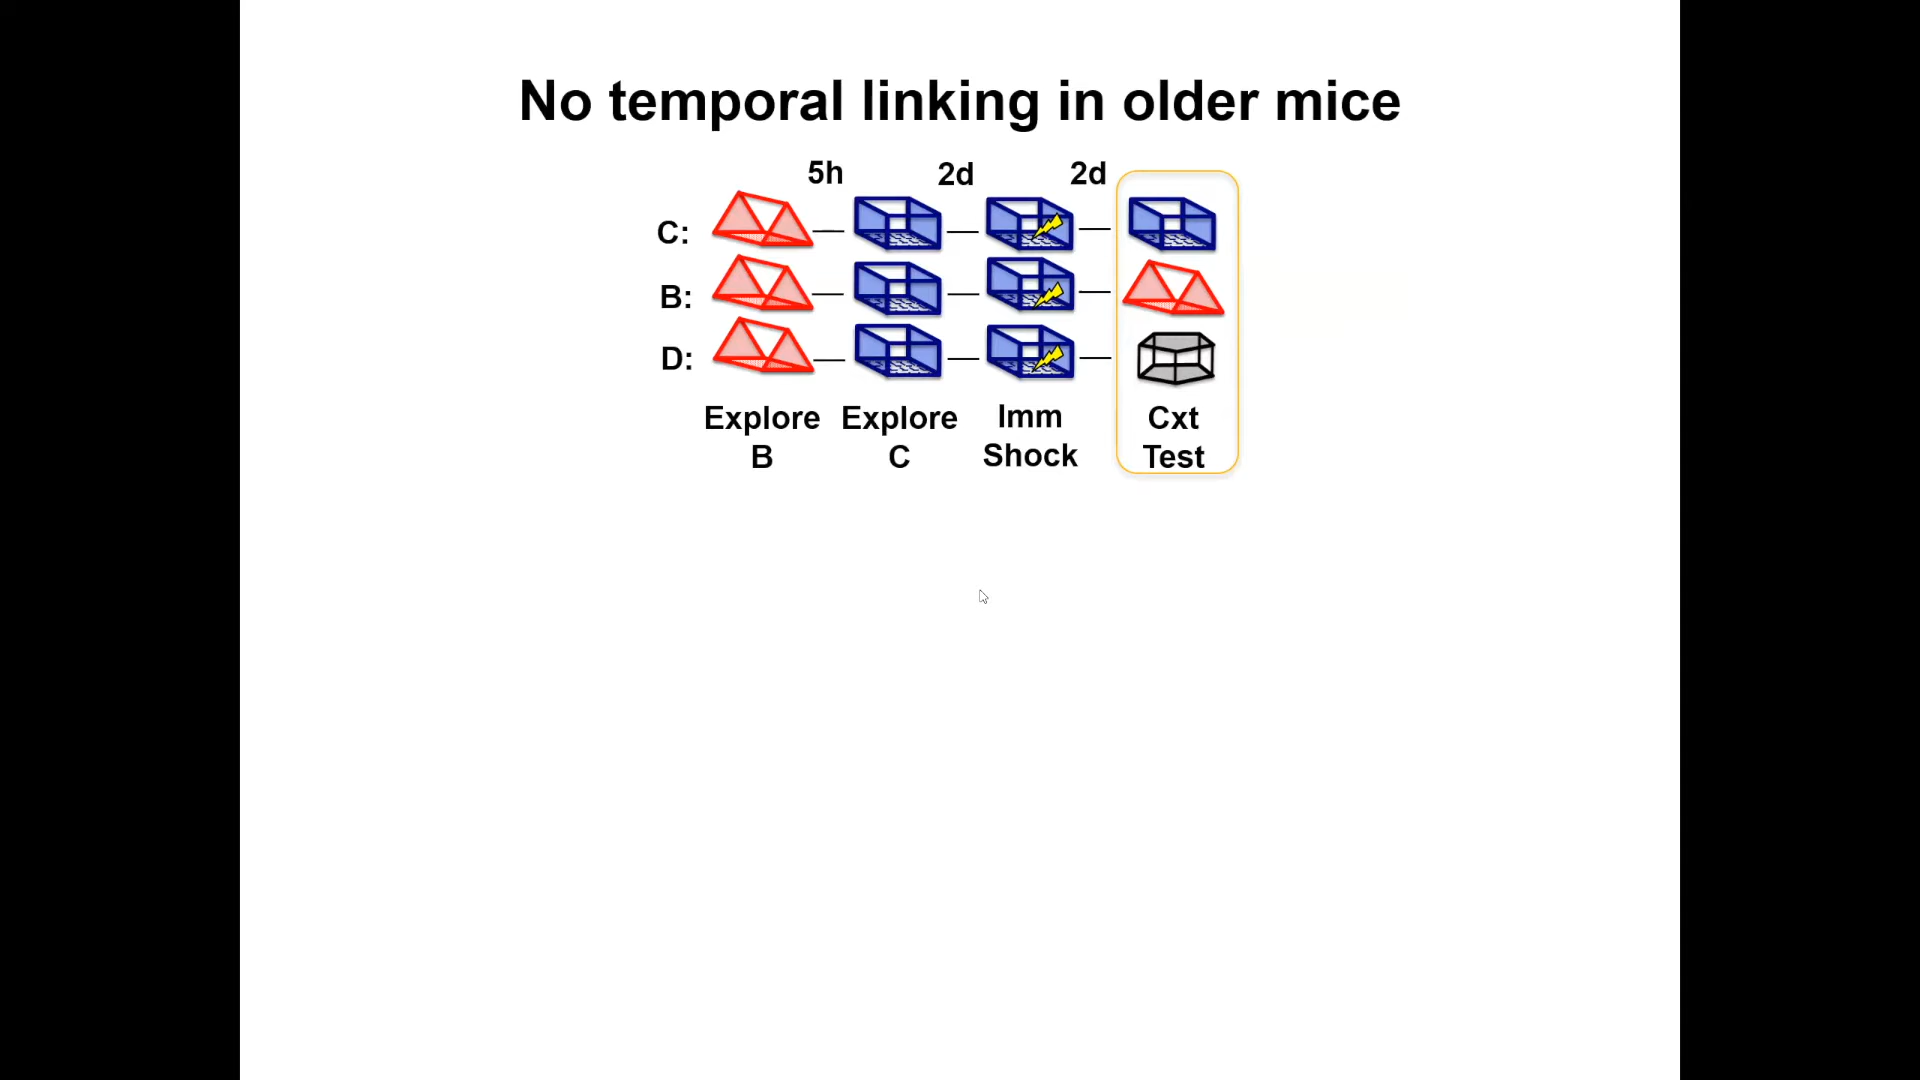 No temporal linking in older mice
5h 2d 2d
C:
B:
D:
Explore Explore Imm Cxt
B C Shock Test